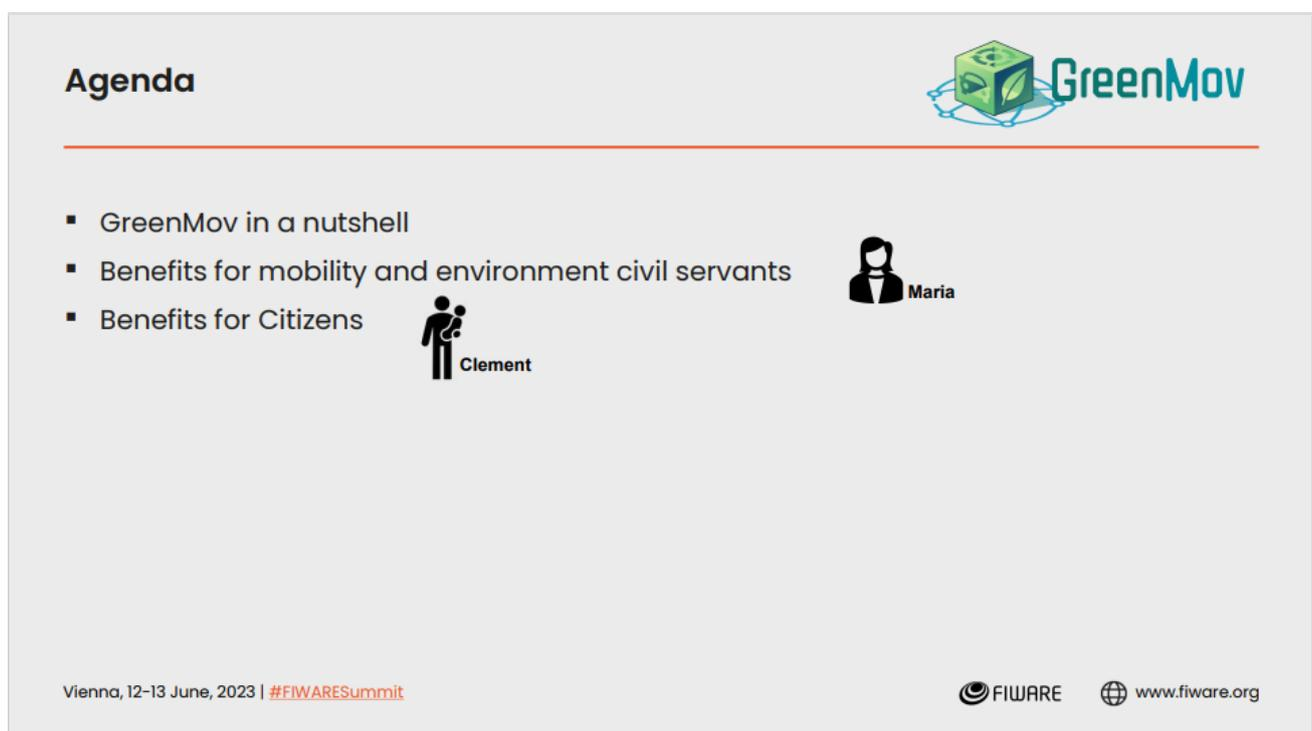 Agenda
GreenMov
▪ GreenMov in a nutshell
▪ Benefits for mobility and environment civil servants
Maria
▪ Benefits for Citizens
Clement
Vienna, 12-13 June, 2023 | #FIWARESummit
FIWARE
www.fiware.org